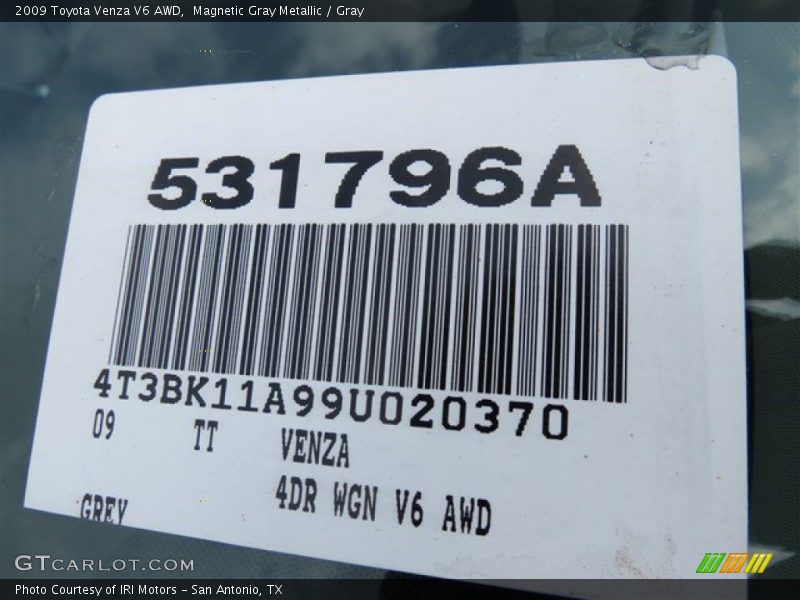 2009 Toyota Venza V6 AWD,  Magnetic Gray Metallic / Gray
531796A
4T3BK11A99U020370
09 TT VENZA
4DR WGN V6 AWD
GREY
GTCARLOT.COM
Photo Courtesy of IRI Motors – San Antonio, TX